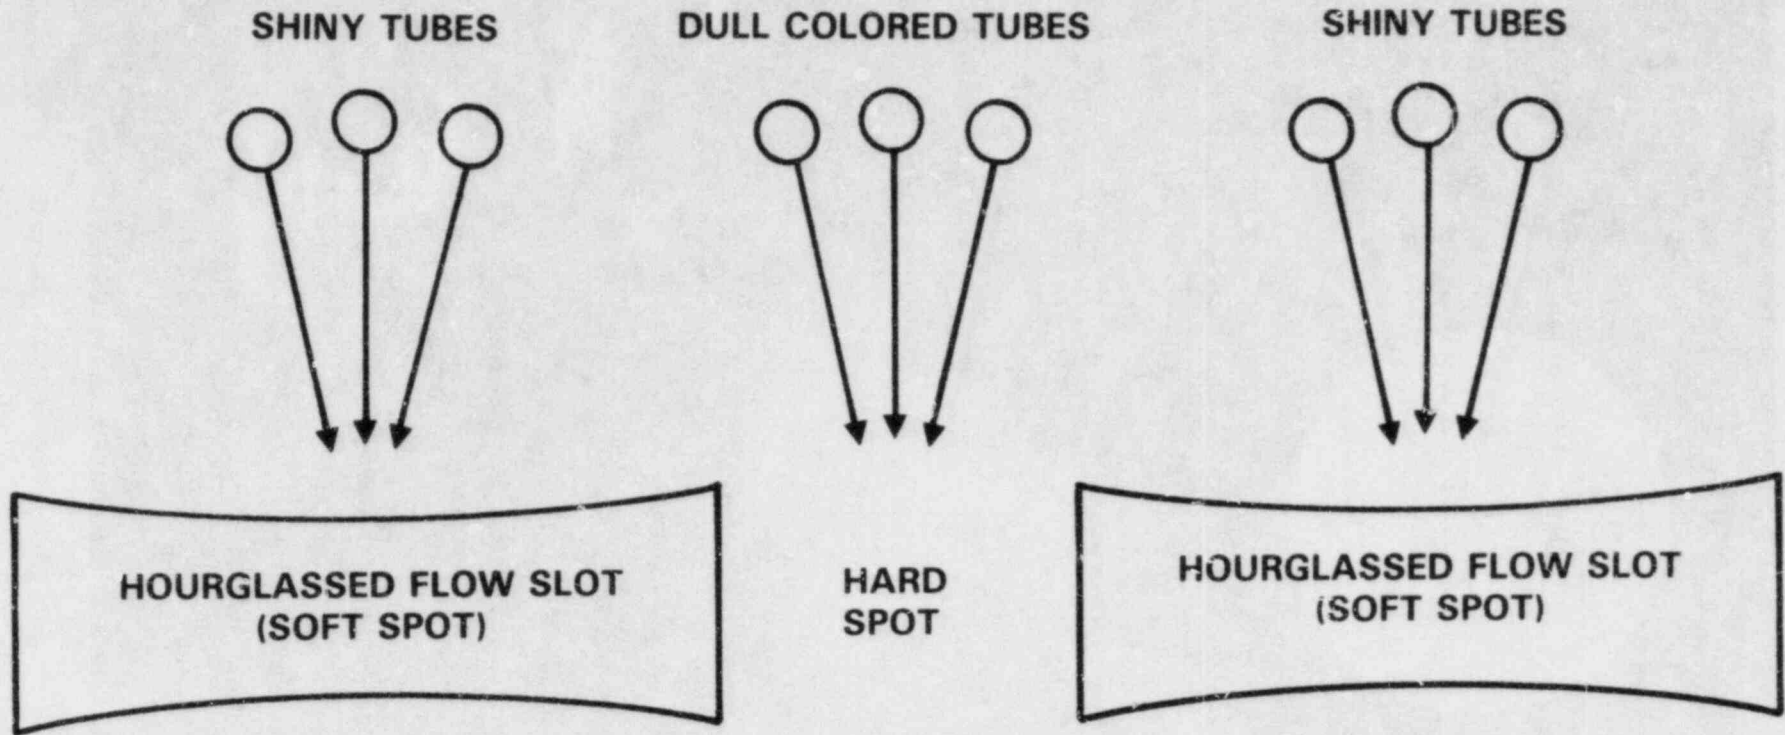 SHINY TUBES
DULL COLORED TUBES
SHINY TUBES
HOURGLASSED FLOW SLOT
(SOFT SPOT)
HARD
SPOT
HOURGLASSED FLOW SLOT
(SOFT SPOT)